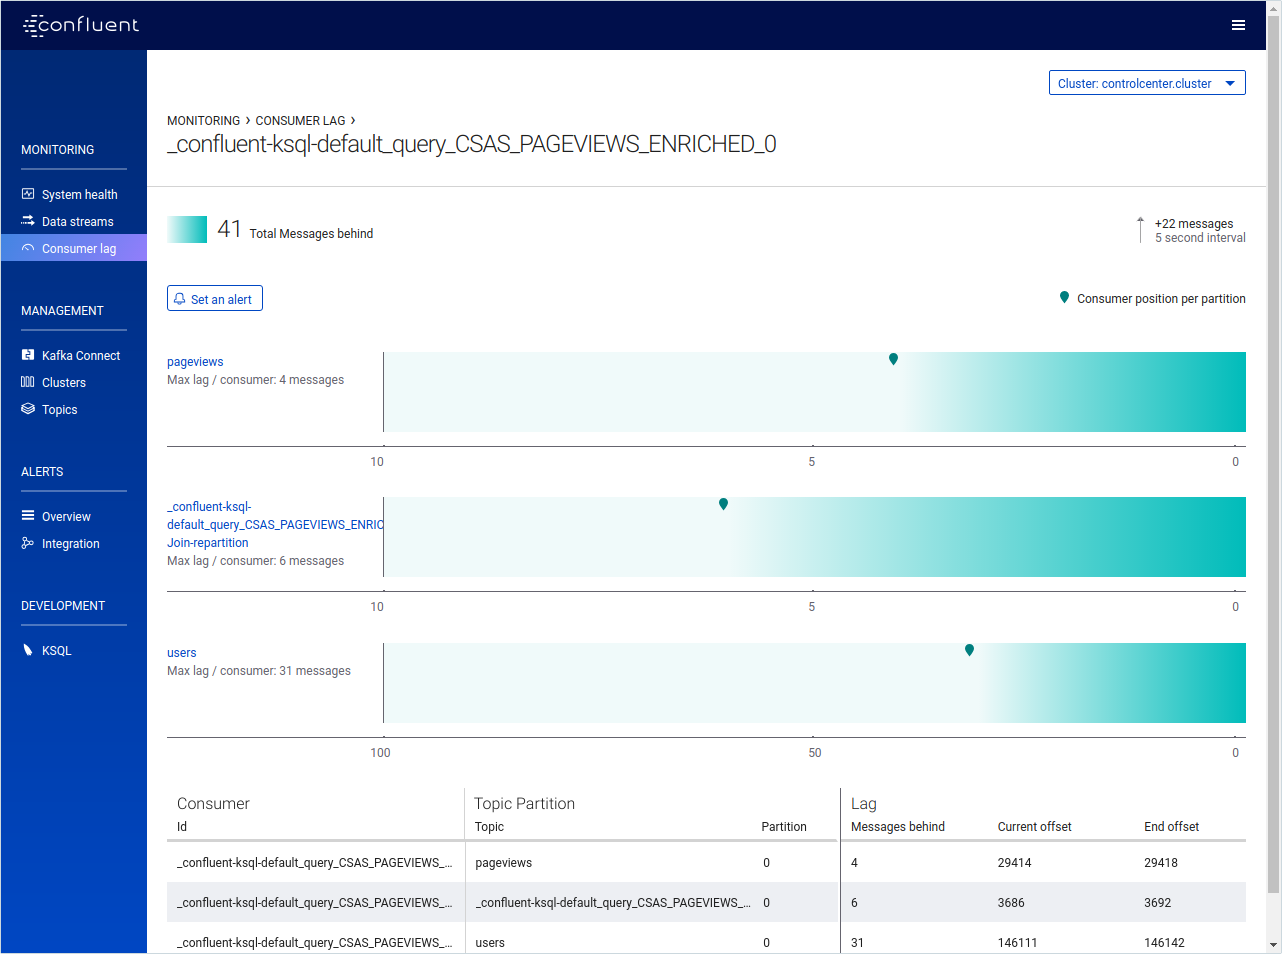 confluent
Cluster: controlcenter.cluster
MONITORING › CONSUMER LAG ›
_confluent-ksql-default_query_CSAS_PAGEVIEWS_ENRICHED_0
MONITORING
System health
Data streams
Consumer lag
MANAGEMENT
Kafka Connect
Clusters
Topics
ALERTS
Overview
Integration
DEVELOPMENT
KSQL
41 Total Messages behind
+22 messages
5 second interval
Set an alert
Consumer position per partition
pageviews
Max lag / consumer: 4 messages
10 5 0
_confluent-ksql-
default_query_CSAS_PAGEVIEWS_ENRIC
Join-repartition
Max lag / consumer: 6 messages
10 5 0
users
Max lag / consumer: 31 messages
100 50 0
Consumer Topic Partition Lag
Id Topic Partition Messages behind Current offset End offset
_confluent-ksql-default_query_CSAS_PAGEVIEWS_... pageviews 0 4 29414 29418
_confluent-ksql-default_query_CSAS_PAGEVIEWS_... _confluent-ksql-default_query_CSAS_PAGEVIEWS_... 0 6 3686 3692
_confluent-ksql-default_query_CSAS_PAGEVIEWS_... users 0 31 146111 146142